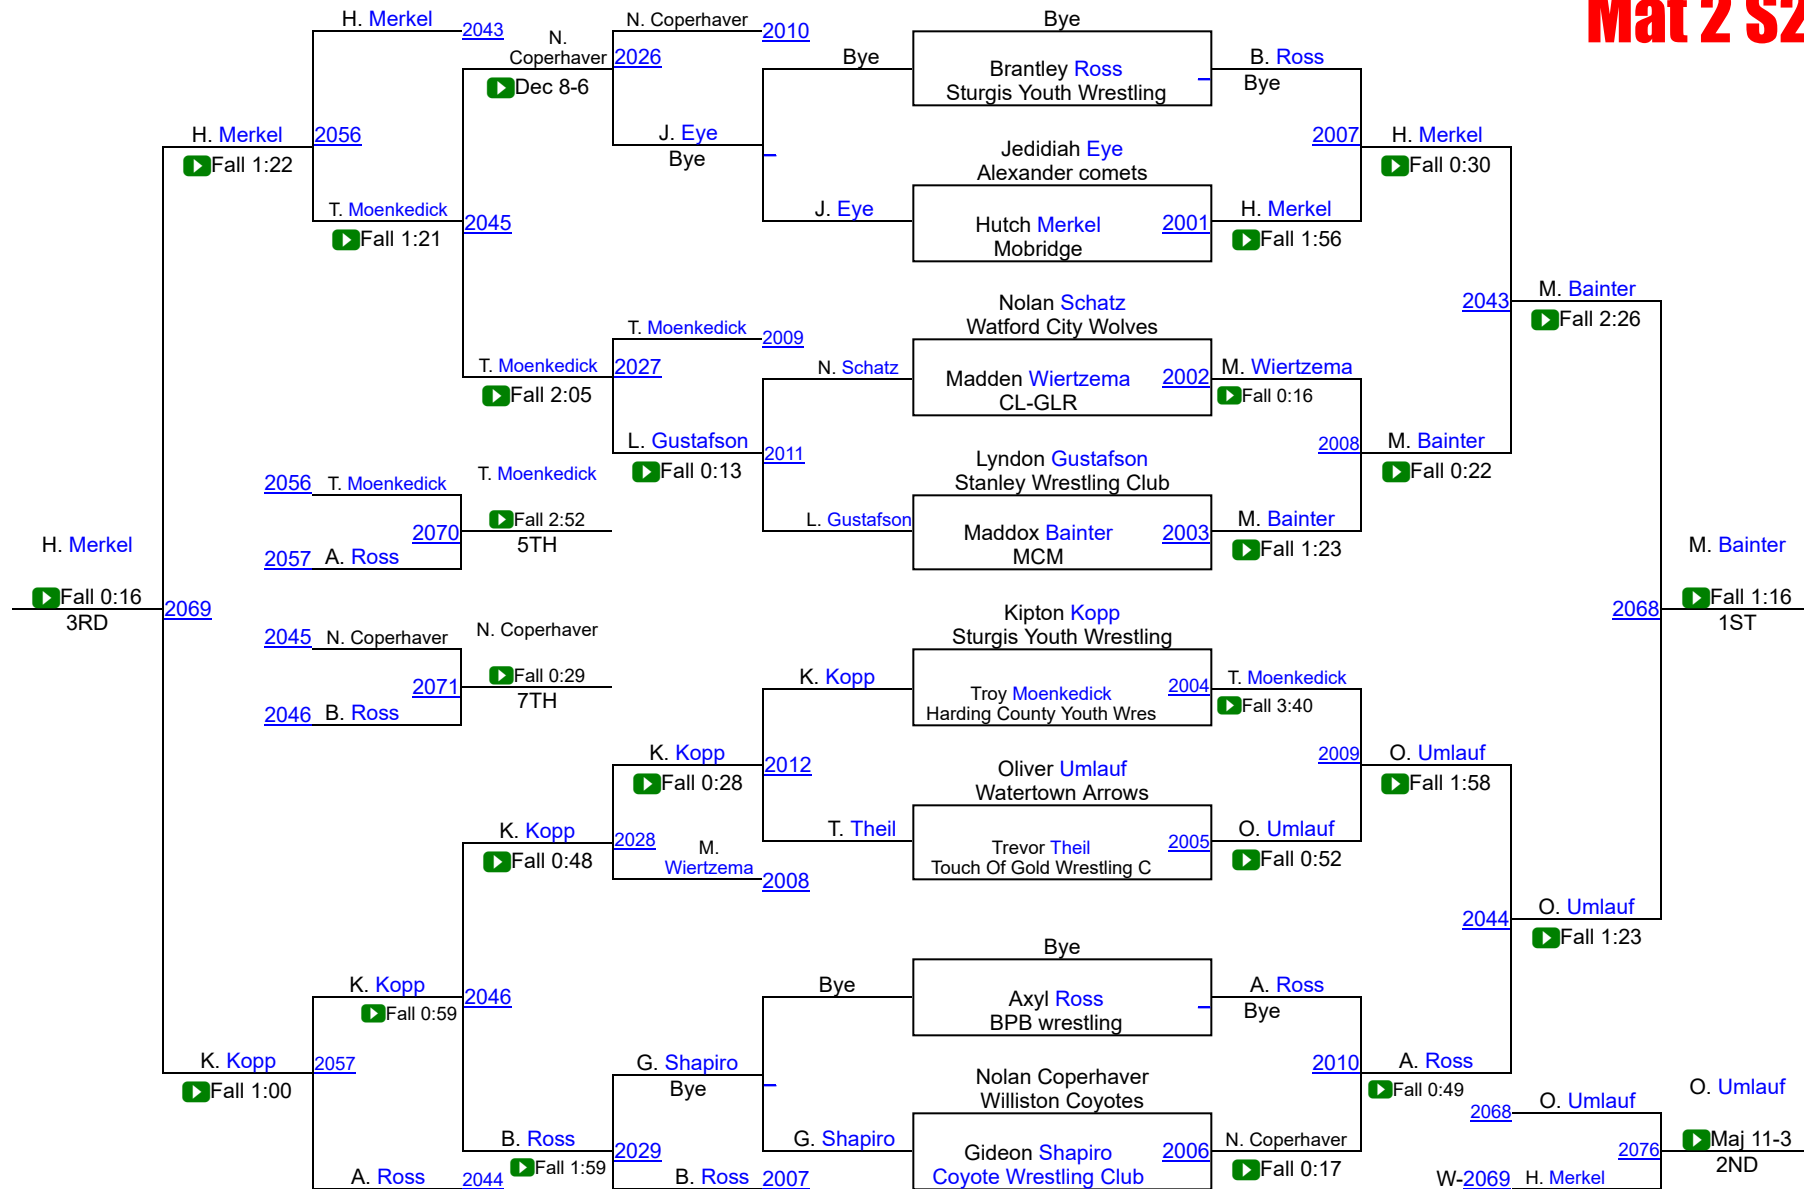 Mat 2 S2
H. Merkel
2043
N.
Coperhaver
Dec 8-6
N. Coperhaver
2010
2026
Bye
Bye
Brantley Ross
Sturgis Youth Wrestling
B. Ross
Bye
H. Merkel
Fall 1:22
2056
J. Eye
Bye
Jedidiah Eye
Alexander comets
2007
H. Merkel
Fall 0:30
T. Moenkedick
Fall 1:21
2045
J. Eye
Hutch Merkel
Mobridge
2001
H. Merkel
Fall 1:56
Nolan Schatz
Watford City Wolves
2043
M. Bainter
Fall 2:26
T. Moenkedick
2009
T. Moenkedick
Fall 2:05
2027
N. Schatz
Madden Wiertzema
CL-GLR
2002
M. Wiertzema
Fall 0:16
L. Gustafson
Fall 0:13
2011
Lyndon Gustafson
Stanley Wrestling Club
2008
M. Bainter
Fall 0:22
2056
T. Moenkedick
T. Moenkedick
Fall 2:52
5TH
2070
2057
A. Ross
L. Gustafson
Maddox Bainter
MCM
2003
M. Bainter
Fall 1:23
H. Merkel
Fall 0:16
3RD
2069
M. Bainter
Fall 1:16
1ST
2068
Kipton Kopp
Sturgis Youth Wrestling
2045
N. Coperhaver
N. Coperhaver
Fall 0:29
7TH
2071
2046
B. Ross
K. Kopp
Troy Moenkedick
Harding County Youth Wres
2004
T. Moenkedick
Fall 3:40
K. Kopp
Fall 0:28
2012
Oliver Umlauf
Watertown Arrows
2009
O. Umlauf
Fall 1:58
K. Kopp
Fall 0:48
2028
M.
Wiertzema
2008
T. Theil
Trevor Theil
Touch Of Gold Wrestling C
2005
O. Umlauf
Fall 0:52
2044
O. Umlauf
Fall 1:23
Bye
K. Kopp
Fall 0:59
2046
Bye
Axyl Ross
BPB wrestling
A. Ross
Bye
K. Kopp
Fall 1:00
2057
G. Shapiro
Bye
Nolan Coperhaver
Williston Coyotes
2010
A. Ross
Fall 0:49
B. Ross
Fall 1:59
2029
G. Shapiro
Gideon Shapiro
Coyote Wrestling Club
2006
N. Coperhaver
Fall 0:17
A. Ross
2044
B. Ross
2007
2068
O. Umlauf
O. Umlauf
Maj 11-3
2ND
2076
W-2069
H. Merkel